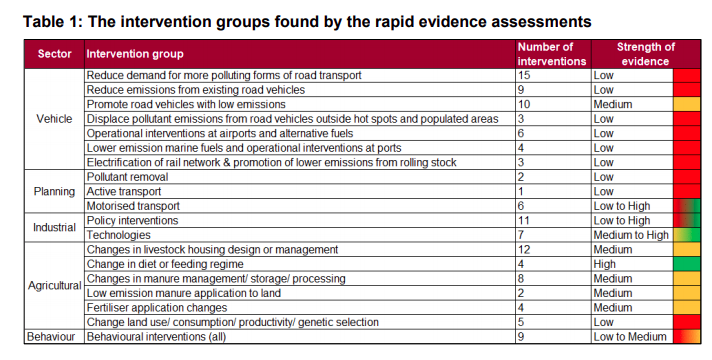 Table 1: The intervention groups found by the rapid evidence assessments
Sector Intervention group Number of interventions Strength of evidence
Vehicle
Reduce demand for more polluting forms of road transport 15 Low
Reduce emissions from existing road vehicles 9 Low
Promote road vehicles with low emissions 10 Medium
Displace pollutant emissions from road vehicles outside hot spots and populated areas 3 Low
Operational interventions at airports and alternative fuels 6 Low
Lower emission marine fuels and operational interventions at ports 4 Low
Electrification of rail network & promotion of lower emissions from rolling stock 3 Low
Planning
Pollutant removal 2 Low
Active transport 1 Low
Motorised transport 6 Low to High
Industrial
Policy interventions 11 Low to High
Technologies 7 Medium to High
Agricultural
Changes in livestock housing design or management 12 Medium
Change in diet or feeding regime 4 High
Changes in manure management/ storage/ processing 8 Medium
Low emission manure application to land 2 Medium
Fertiliser application changes 4 Medium
Change land use/ consumption/ productivity/ genetic selection 5 Low
Behaviour Behavioural interventions (all) 9 Low to Medium